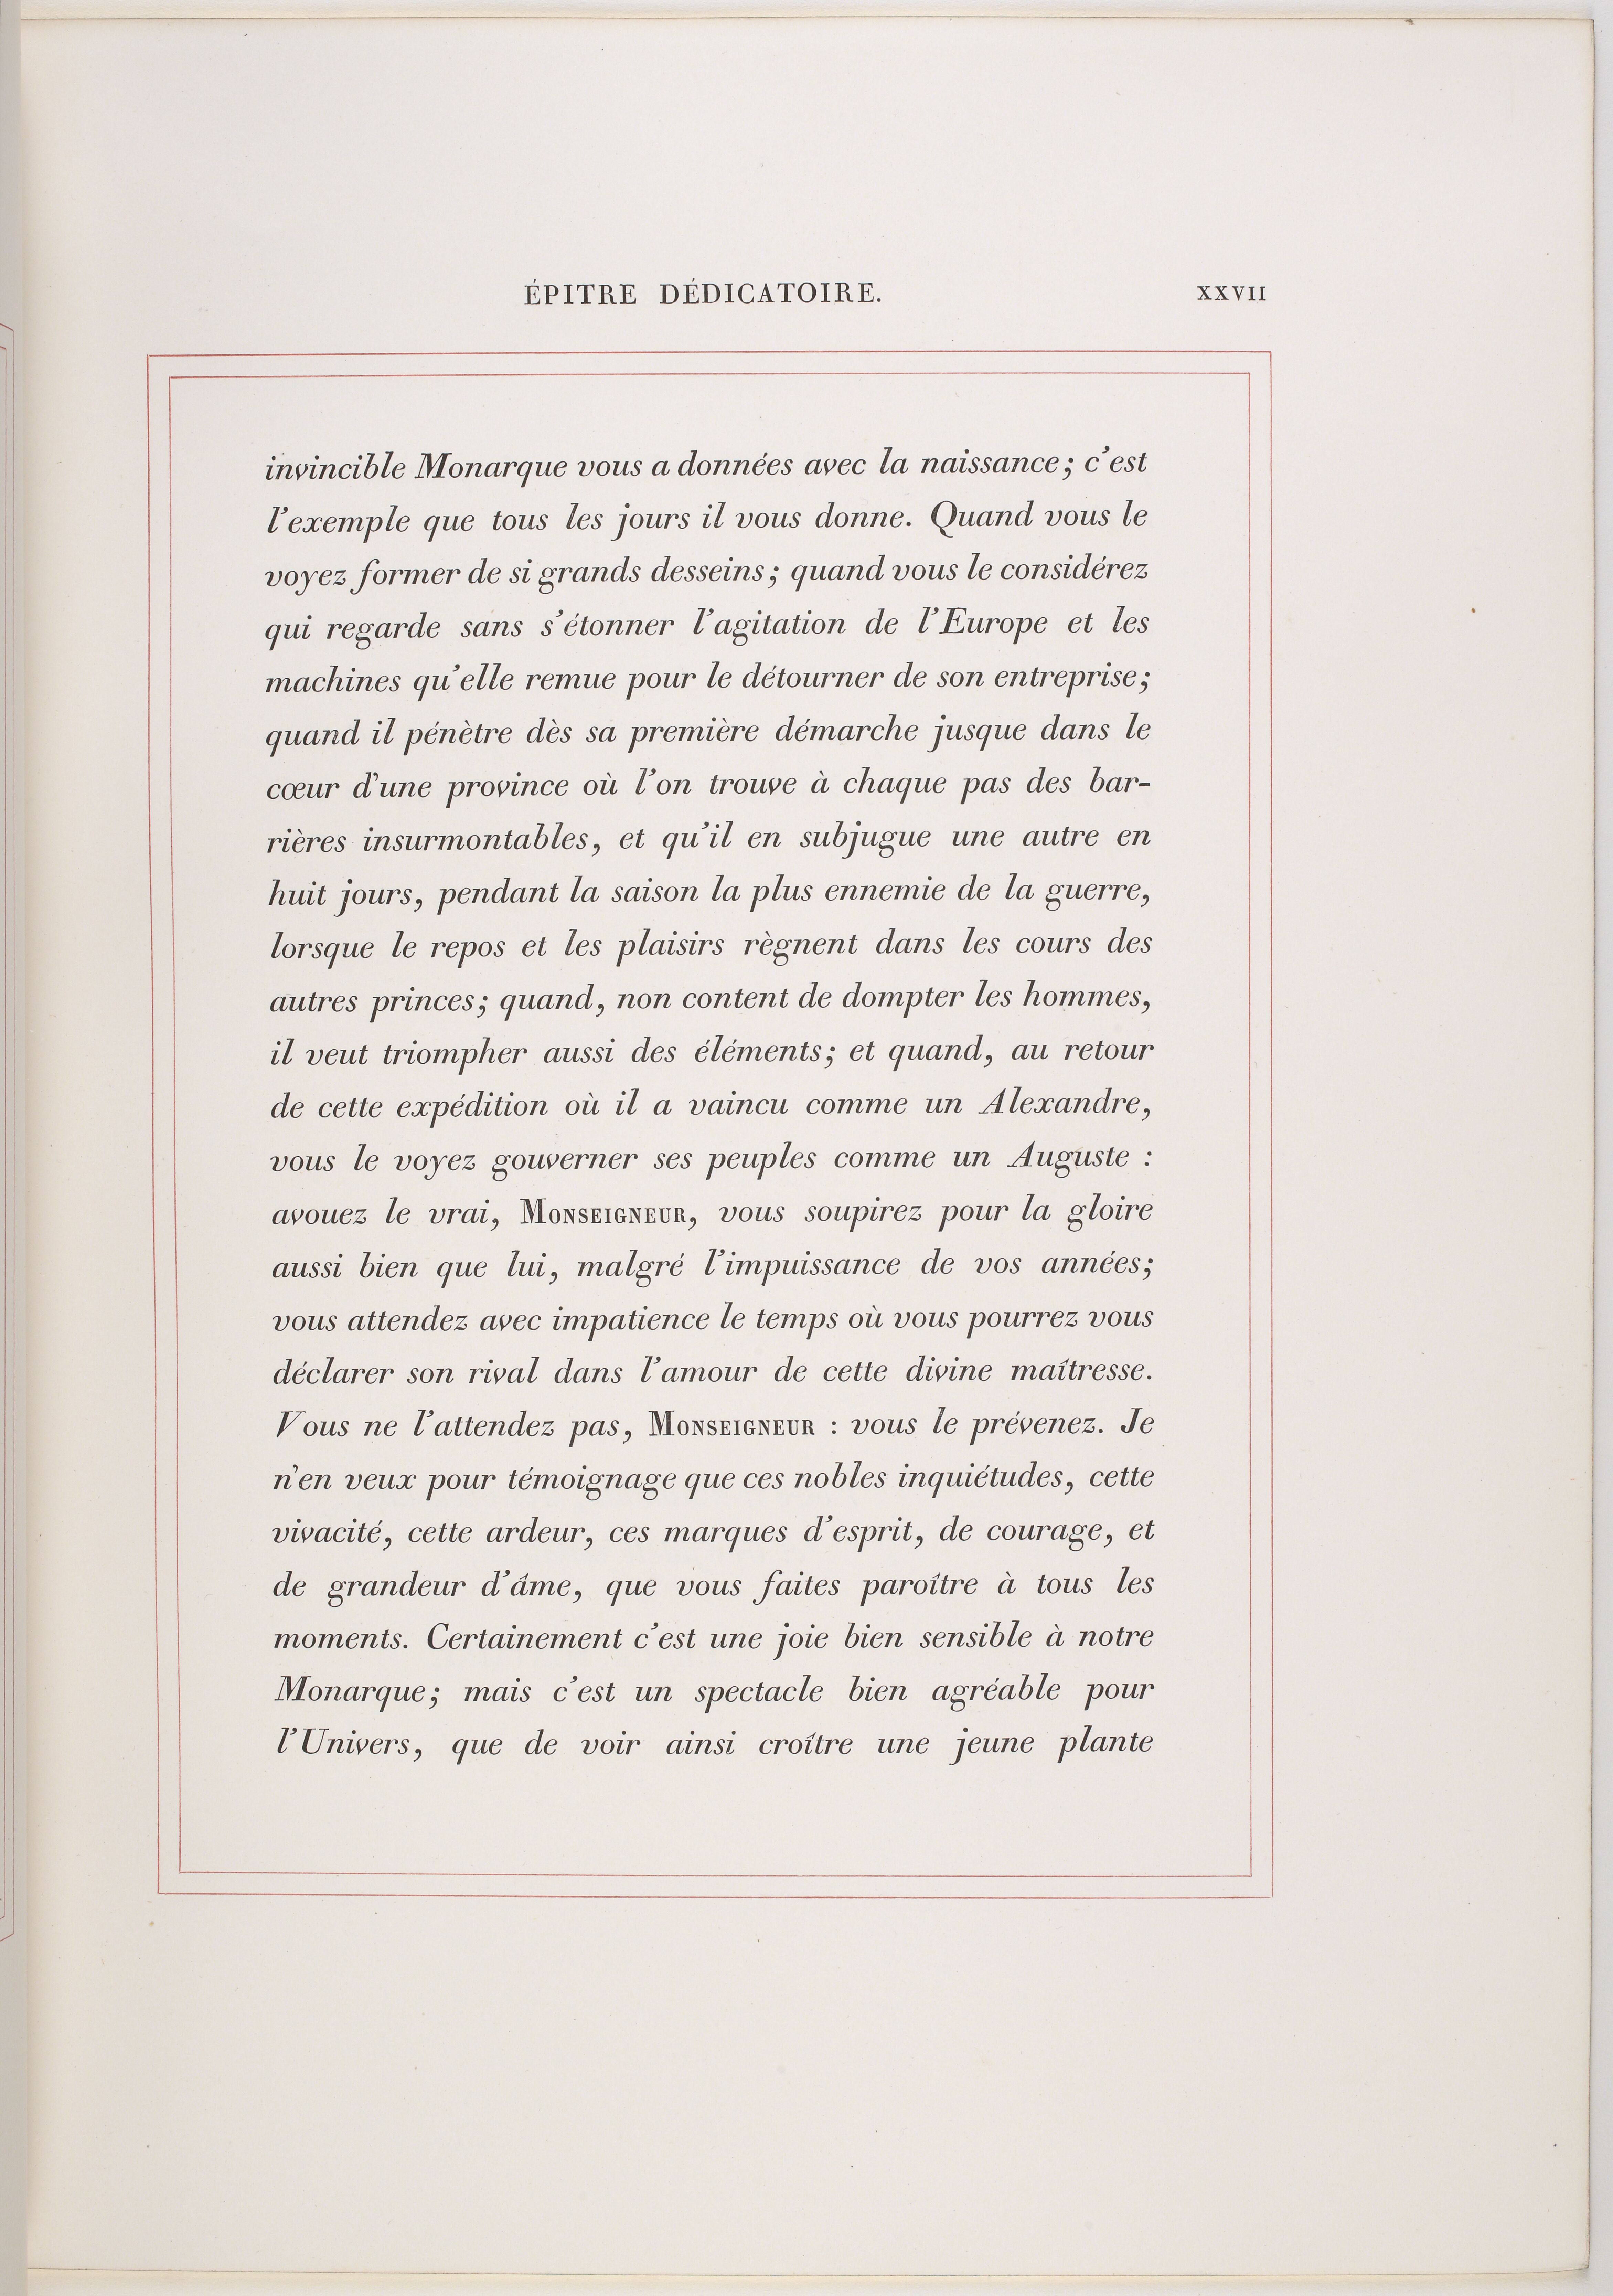 ÉPITRE DÉDICATOIRE. XXVII
invincible Monarque vous a données avec la naissance; c'est
l'exemple que tous les jours il vous donne. Quand vous le
voyez former de si grands desseins; quand vous le considérez
qui regarde sans s'étonner l'agitation de l'Europe et les
machines qu'elle remue pour le détourner de son entreprise;
quand il pénètre dès sa première démarche jusque dans le
cœur d'une province où l'on trouve à chaque pas des bar-
rières insurmontables, et qu'il en subjugue une autre en
huit jours, pendant la saison la plus ennemie de la guerre,
lorsque le repos et les plaisirs règnent dans les cours des
autres princes; quand, non content de dompter les hommes,
il veut triompher aussi des éléments; et quand, au retour
de cette expédition où il a vaincu comme un Alexandre,
vous le voyez gouverner ses peuples comme un Auguste :
avouez le vrai, MONSEIGNEUR, vous soupirez pour la gloire
aussi bien que lui, malgré l'impuissance de vos années;
vous attendez avec impatience le temps où vous pourrez vous
déclarer son rival dans l'amour de cette divine maîtresse.
Vous ne l'attendez pas, MONSEIGNEUR : vous le prévenez. Je
n'en veux pour témoignage que ces nobles inquiétudes, cette
vivacité, cette ardeur, ces marques d'esprit, de courage, et
de grandeur d'âme, que vous faites paroître à tous les
moments. Certainement c'est une joie bien sensible à notre
Monarque; mais c'est un spectacle bien agréable pour
l'Univers, que de voir ainsi croître une jeune plante